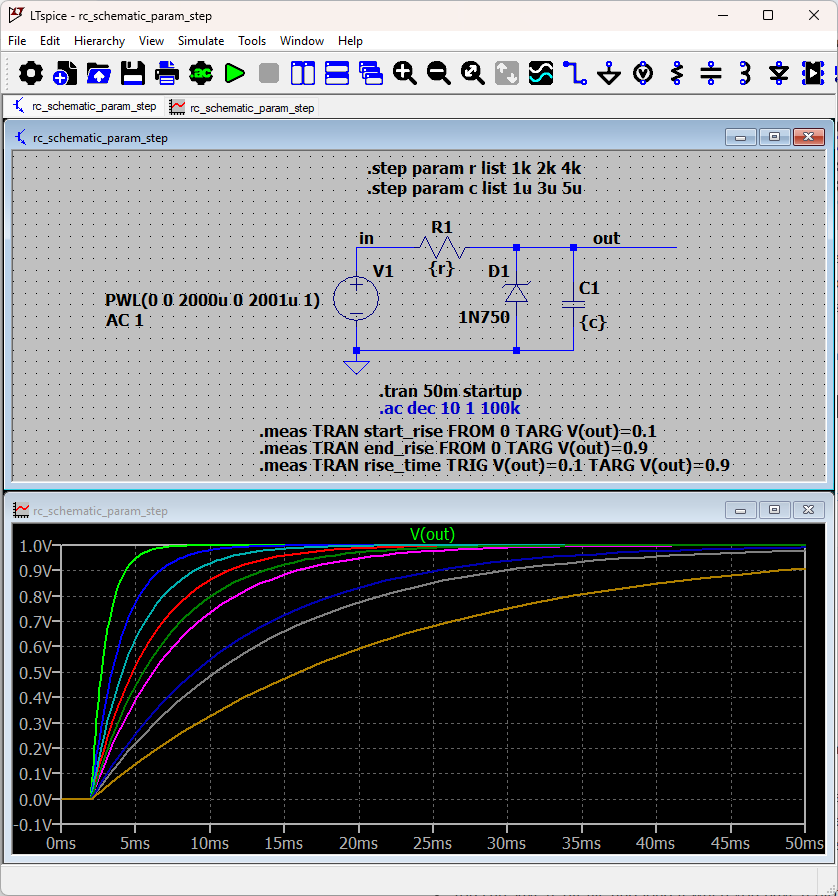 LTspice - rc_schematic_param_step
File Edit Hierarchy View Simulate Tools Window Help
.ac
rc_schematic_param_step rc_schematic_param_step
rc_schematic_param_step
.step param r list 1k 2k 4k
.step param c list 1u 3u 5u
R1
in
out
{r}
V1
D1
C1
PWL(0 0 2000u 0 2001u 1)
AC 1
1N750
{c}
.tran 50m startup
.ac dec 10 1 100k
.meas TRAN start_rise FROM 0 TARG V(out)=0.1
.meas TRAN end_rise FROM 0 TARG V(out)=0.9
.meas TRAN rise_time TRIG V(out)=0.1 TARG V(out)=0.9
rc_schematic_param_step
V(out)
1.0V
0.9V
0.8V
0.7V
0.6V
0.5V
0.4V
0.3V
0.2V
0.1V
0.0V
-0.1V
0ms 5ms 10ms 15ms 20ms 25ms 30ms 35ms 40ms 45ms 50ms